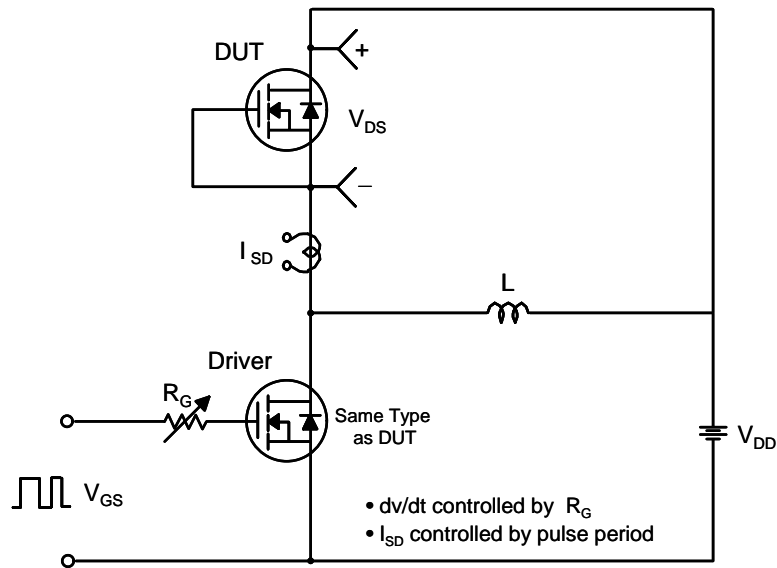 DUT
+
V_DS
–
I_SD
L
Driver
R_G
Same Type
as DUT
V_DD
V_GS
• dv/dt controlled by R_G
• I_SD controlled by pulse period